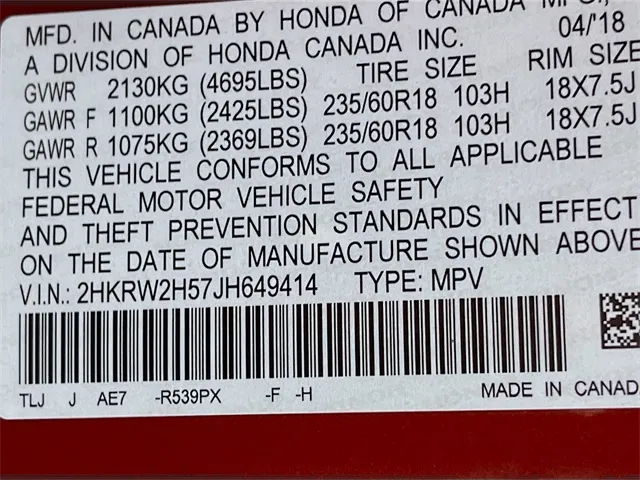 MFD. IN CANADA BY HONDA OF CANADA MFG.,
A DIVISION OF HONDA CANADA INC. 04/'18
GVWR 2130KG (4695LBS) TIRE SIZE RIM SIZE
GAWR F 1100KG (2425LBS) 235/60R18 103H 18X7.5J
GAWR R 1075KG (2369LBS) 235/60R18 103H 18X7.5J
THIS VEHICLE CONFORMS TO ALL APPLICABLE
FEDERAL MOTOR VEHICLE SAFETY
AND THEFT PREVENTION STANDARDS IN EFFECT
ON THE DATE OF MANUFACTURE SHOWN ABOVE
V.I.N.: 2HKRW2H57JH649414 TYPE: MPV
TLJ J AE7 -R539PX -F -H MADE IN CANAD